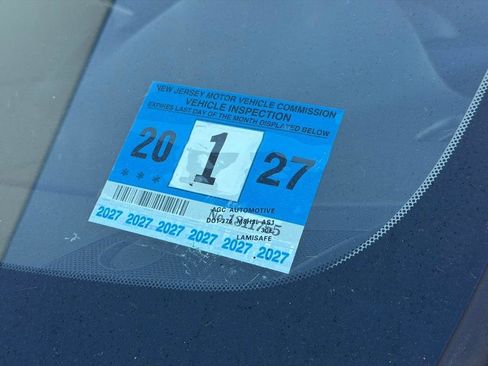 NEW JERSEY MOTOR VEHICLE COMMISSION
VEHICLE INSPECTION
EXPIRES LAST DAY OF THE MONTH DISPLAYED BELOW
20 1 27
***
AGC AUTOMOTIVE
No.
LAMISAFE
2027 2027 2027 2027 2027 2027